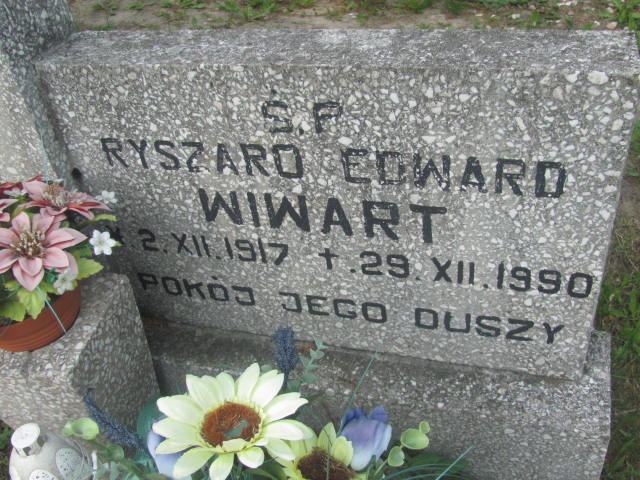 Ś.P.
RYSZARD EDWARD
WIWART
2.XII.1917 †.29.XII.1990
POKÓJ JEGO DUSZY